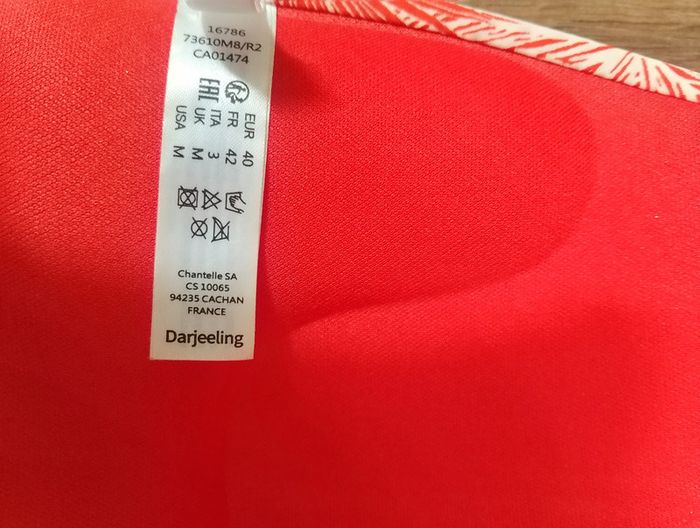 16786
73610M8/R2
CA01474
EAC
EUR 40
FR 42
ITA 3
UK M
USA M
Chantelle SA
CS 10065
94235 CACHAN
FRANCE
Darjeeling